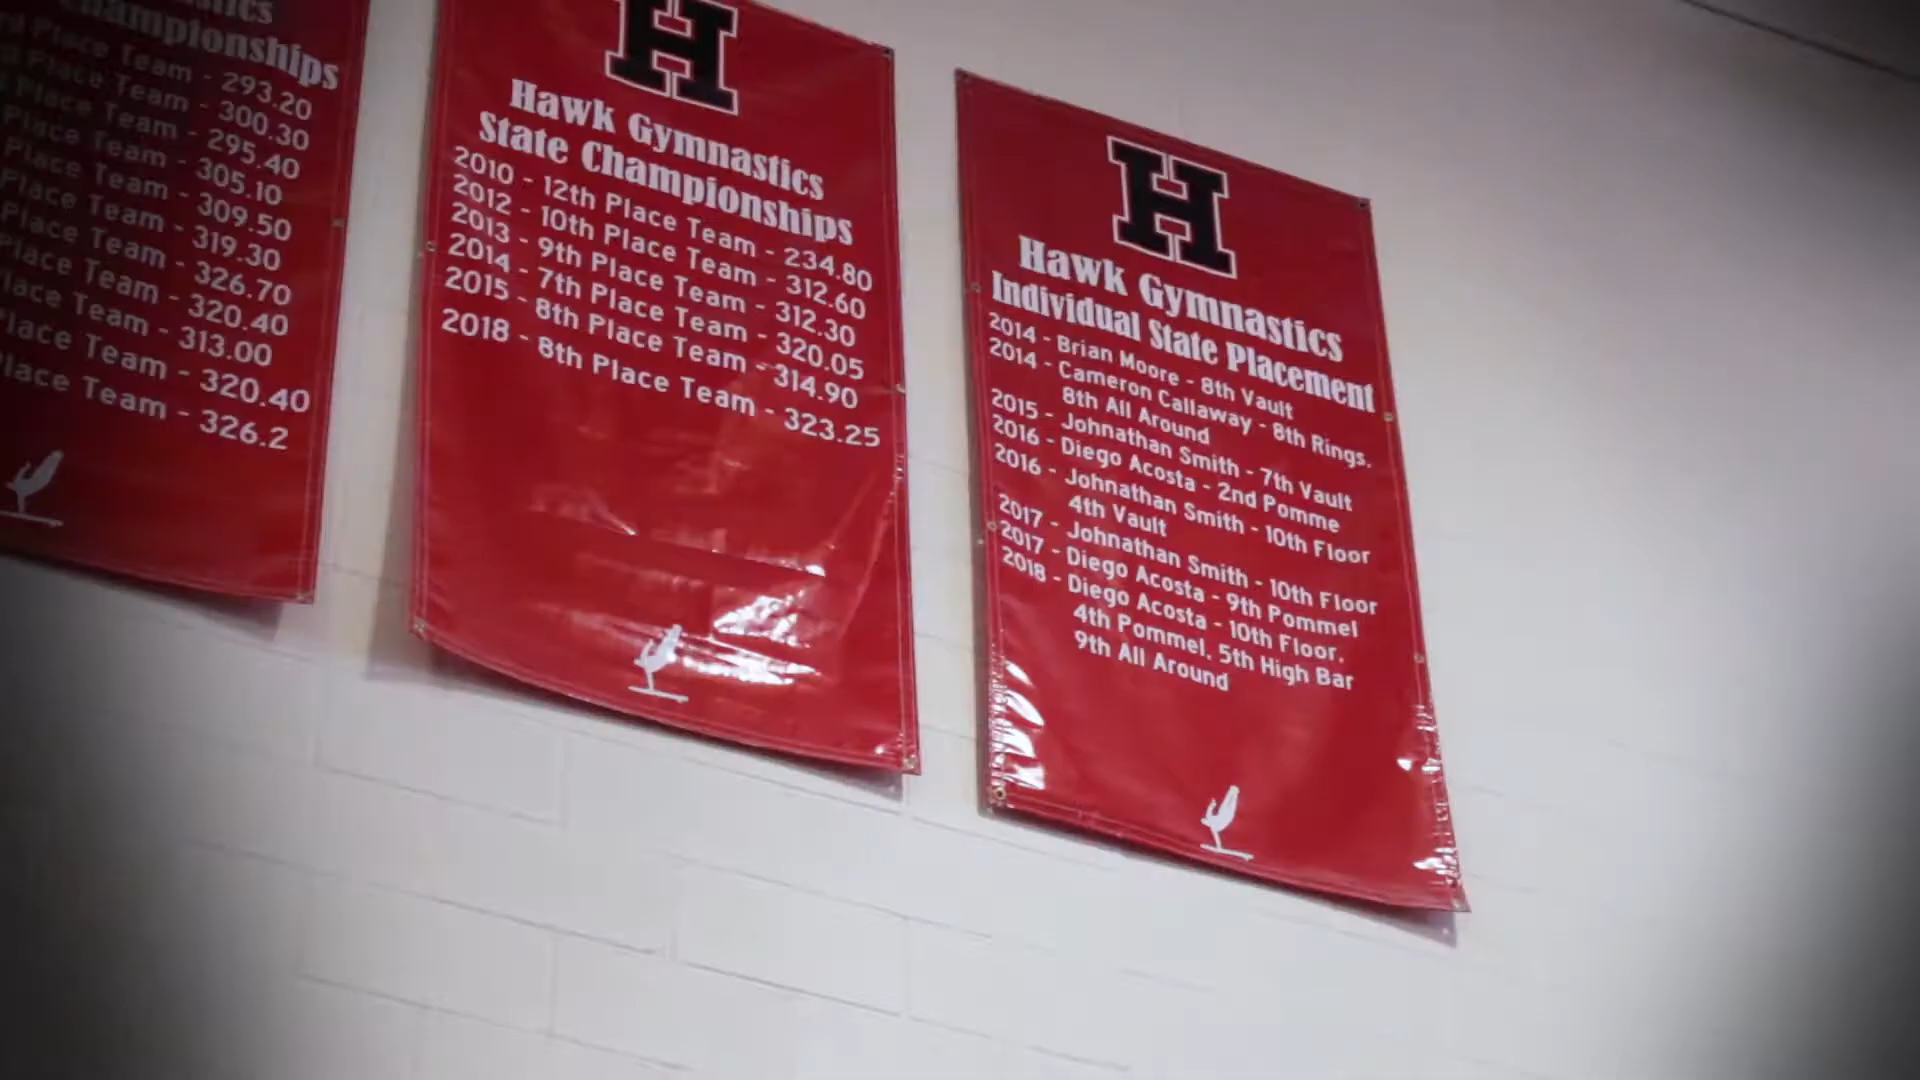 Championships
Place Team - 293.20
Place Team - 300.30
Place Team - 295.40
Place Team - 305.10
Place Team - 309.50
Place Team - 319.30
Place Team - 326.70
Place Team - 320.40
Place Team - 313.00
Place Team - 320.40
Place Team - 326.2
H
Hawk Gymnastics
State Championships
2010 - 12th Place Team - 234.80
2012 - 10th Place Team - 312.60
2013 - 9th Place Team - 312.30
2014 - 7th Place Team - 320.05
2015 - 8th Place Team - 314.90
2018 - 8th Place Team - 323.25
H
Hawk Gymnastics
Individual State Placement
2014 - Brian Moore - 8th Vault
2014 - Cameron Callaway - 8th Rings,
8th All Around
2015 - Johnathan Smith - 7th Vault
2016 - Diego Acosta - 2nd Pomme
2016 - Johnathan Smith - 10th Floor
4th Vault
2017 - Johnathan Smith - 10th Floor
2017 - Diego Acosta - 9th Pommel
2018 - Diego Acosta - 10th Floor,
4th Pommel, 5th High Bar
9th All Around